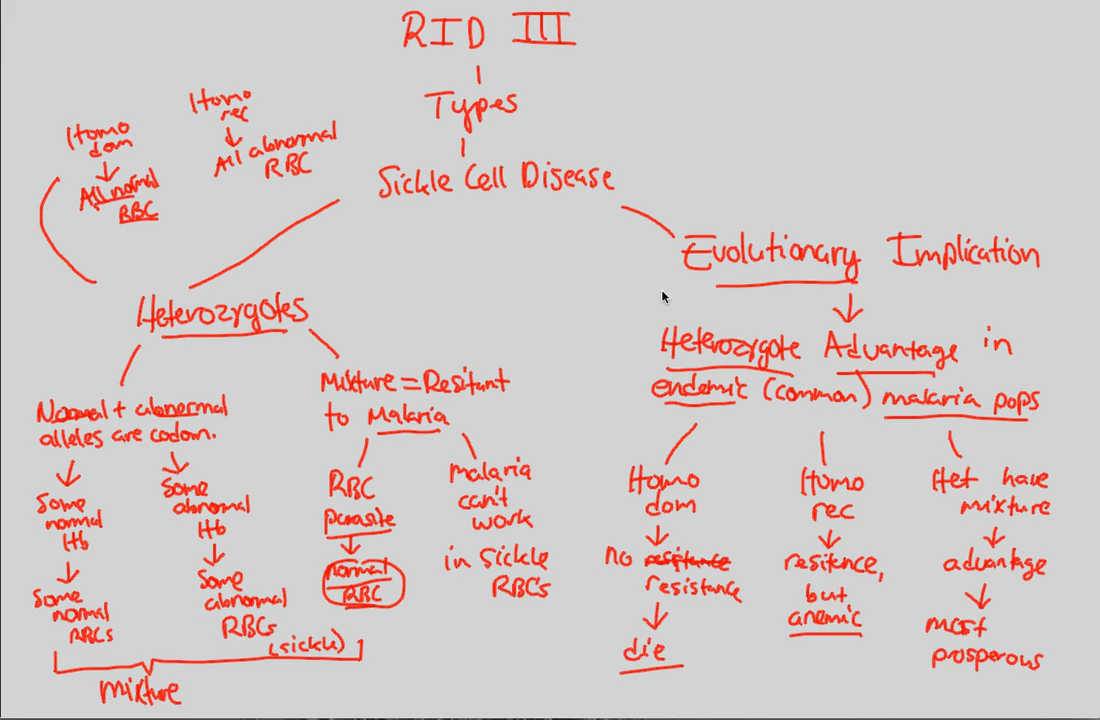 RID III
Types
Sickle Cell Disease
Homo
dom
All normal
RBC
Homo
rec
All abnormal
RBC
Heterozygotes
Normal + abnormal
alleles are codom.
Some
normal
Hb
Some
normal
RBCs
Some
abnormal
Hb
Some
abnormal
RBCs
(sickle)
mixture
Mixture = Resitant
to Malaria
RBC
parasite
normal
RBC
malaria
can't
work
in sickle
RBC's
Evolutionary Implication
Heterozygote Advantage in
endemic (common) malaria pops
Homo
dom
no resistance
resistance
die
Homo
rec
resitence,
but
anemic
Het have
mixture
advantage
most
prosperous